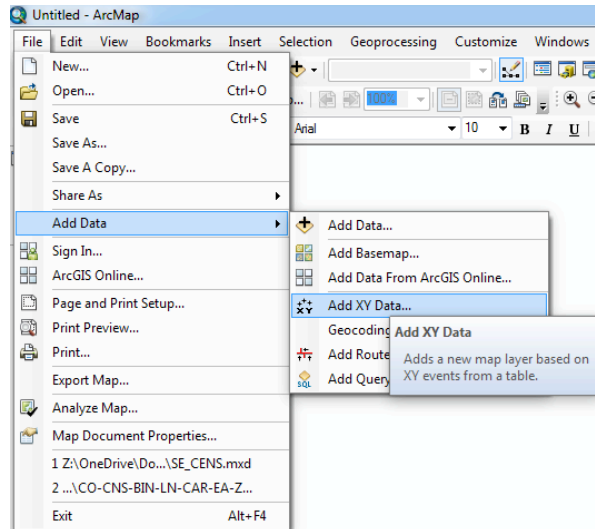 Untitled - ArcMap
File Edit View Bookmarks Insert Selection Geoprocessing Customize Windows
New... Ctrl+N
Open... Ctrl+O
100%
Save Ctrl+S
Arial 10 B I U
Save As...
Save A Copy...
Share As
Add Data
Add Data...
Sign In...
Add Basemap...
ArcGIS Online...
Add Data From ArcGIS Online...
Page and Print Setup...
XY Add XY Data...
Print Preview...
Geocoding
Add XY Data
Print...
Add Route
Adds a new map layer based on
XY events from a table.
Export Map...
SQL Add Query
Analyze Map...
Map Document Properties...
1 Z:\OneDrive\Do...\SE_CENS.mxd
2 ...\CO-CNS-BIN-LN-CAR-EA-Z...
Exit Alt+F4